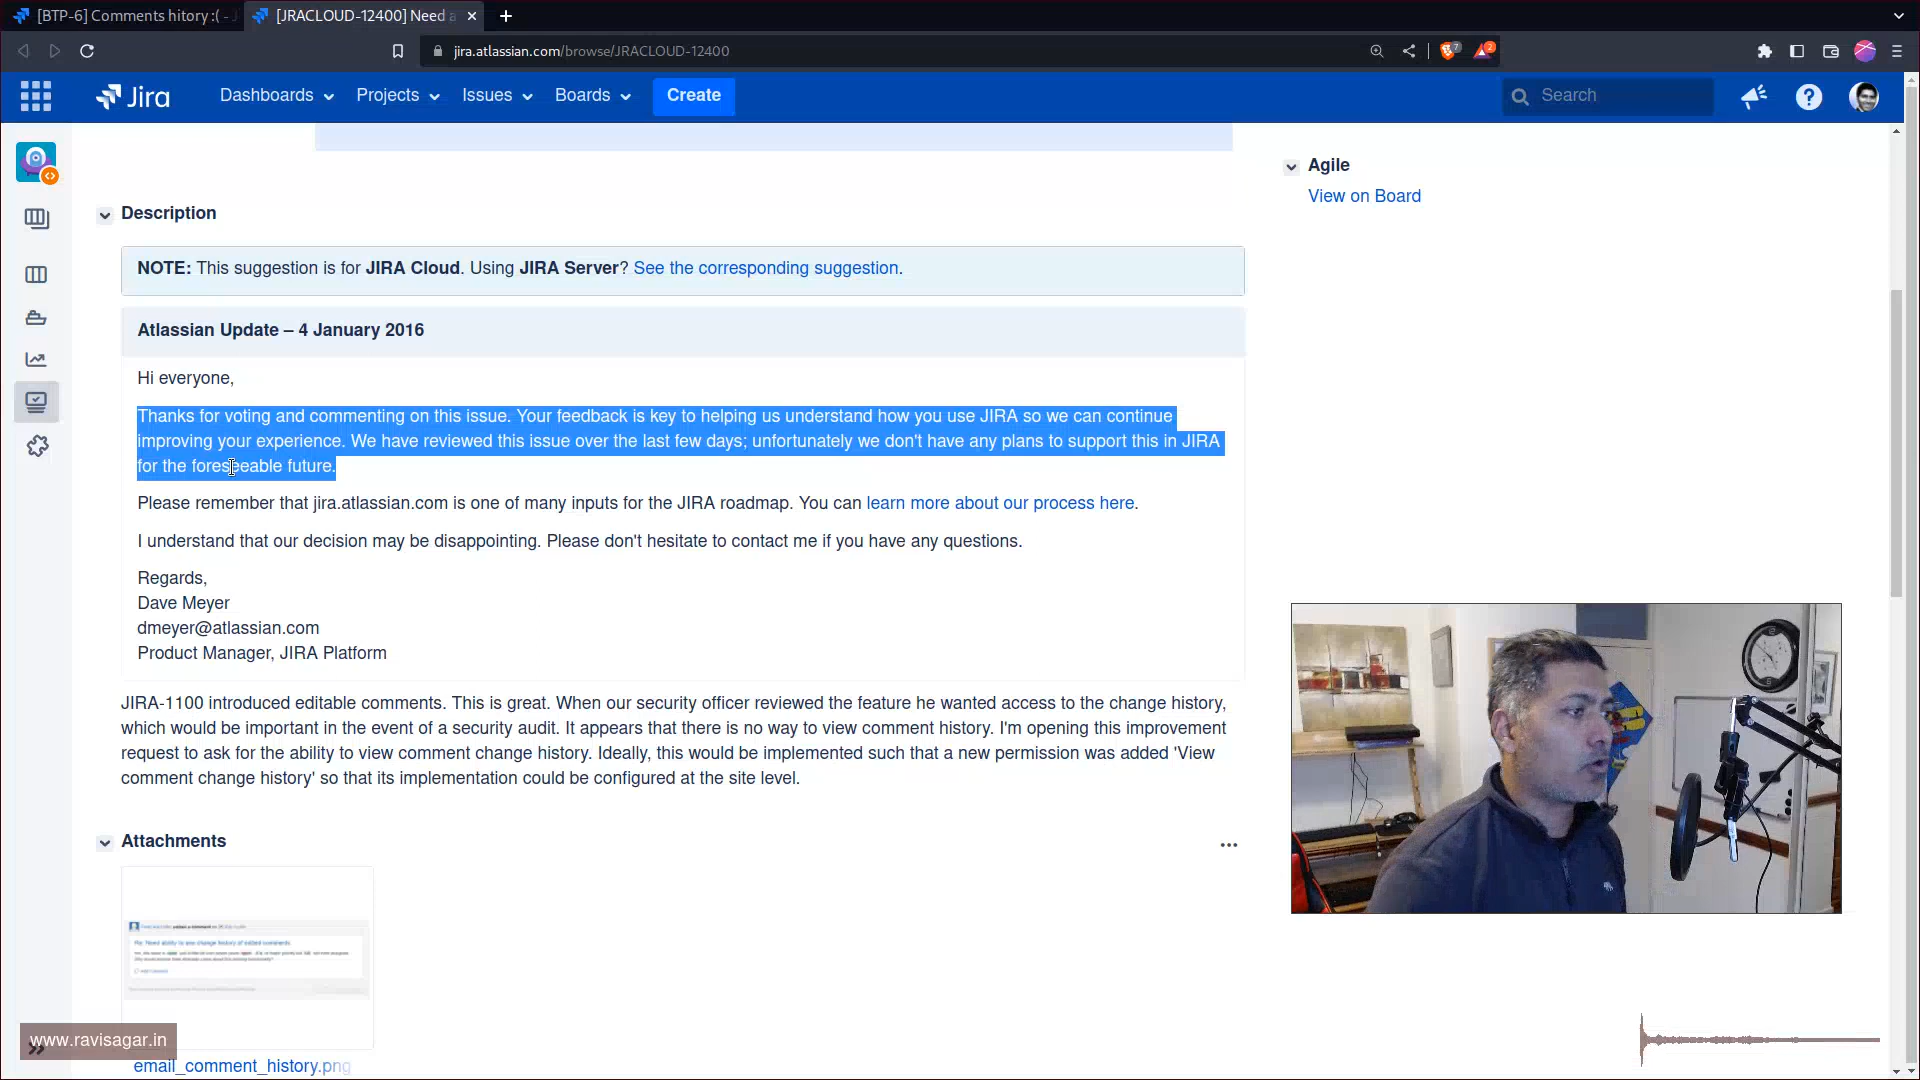 [BTP-6] Comments hitory :( - J
[JRACLOUD-12400] Need a
jira.atlassian.com/browse/JRACLOUD-12400
7
2
Jira
Dashboards
Projects
Issues
Boards
Create
Search
Agile
View on Board
Description
NOTE: This suggestion is for JIRA Cloud. Using JIRA Server? See the corresponding suggestion.
Atlassian Update – 4 January 2016
Hi everyone,
Thanks for voting and commenting on this issue. Your feedback is key to helping us understand how you use JIRA so we can continue
improving your experience. We have reviewed this issue over the last few days; unfortunately we don't have any plans to support this in JIRA
for the foreseeable future.
Please remember that jira.atlassian.com is one of many inputs for the JIRA roadmap. You can learn more about our process here.
I understand that our decision may be disappointing. Please don't hesitate to contact me if you have any questions.
Regards,
Dave Meyer
dmeyer@atlassian.com
Product Manager, JIRA Platform
JIRA-1100 introduced editable comments. This is great. When our security officer reviewed the feature he wanted access to the change history,
which would be important in the event of a security audit. It appears that there is no way to view comment history. I'm opening this improvement
request to ask for the ability to view comment change history. Ideally, this would be implemented such that a new permission was added 'View
comment change history' so that its implementation could be configured at the site level.
Attachments
Re: Need ability to see change history of edited comments
www.ravisagar.in
email_comment_history.png